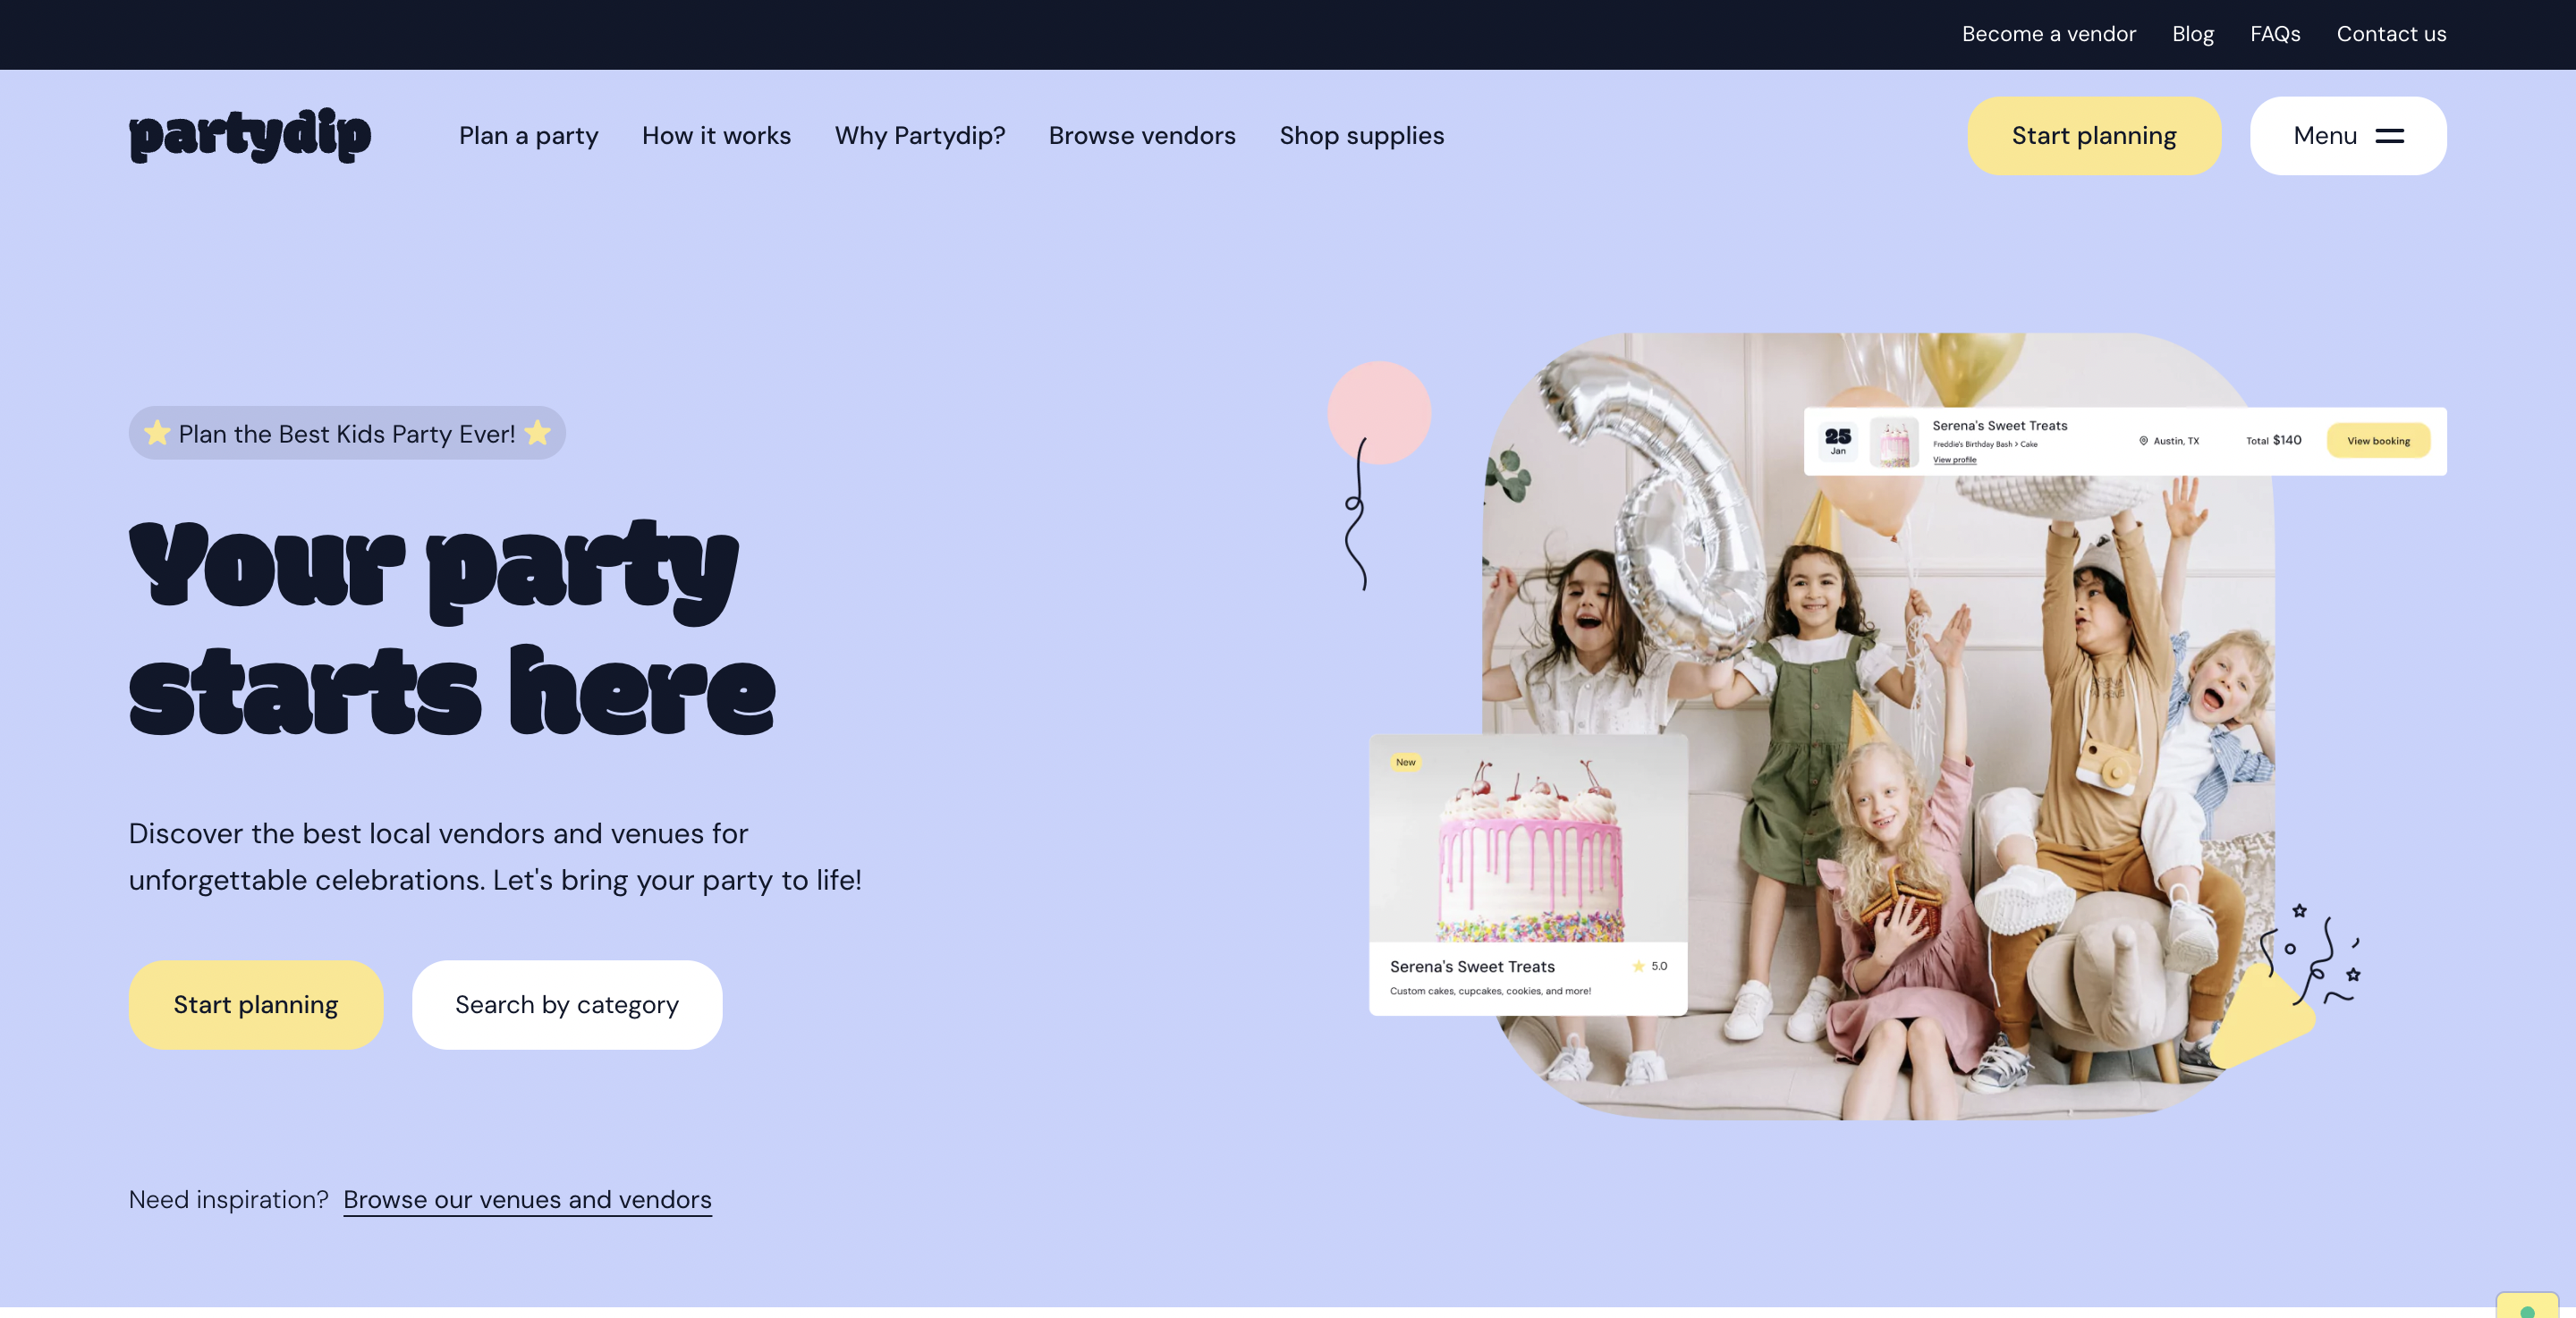 Become a vendor Blog FAQs Contact us
partydip Plan a party How it works Why Partydip? Browse vendors Shop supplies Start planning Menu
Plan the Best Kids Party Ever!
Your party
starts here
Discover the best local vendors and venues for
unforgettable celebrations. Let's bring your party to life!
Start planning Search by category
Need inspiration? Browse our venues and vendors
25
Jan
Serena's Sweet Treats
Freddie's Birthday Bash > Cake
View profile
Austin, TX
Total $140
View booking
New
Serena's Sweet Treats 5.0
Custom cakes, cupcakes, cookies, and more!